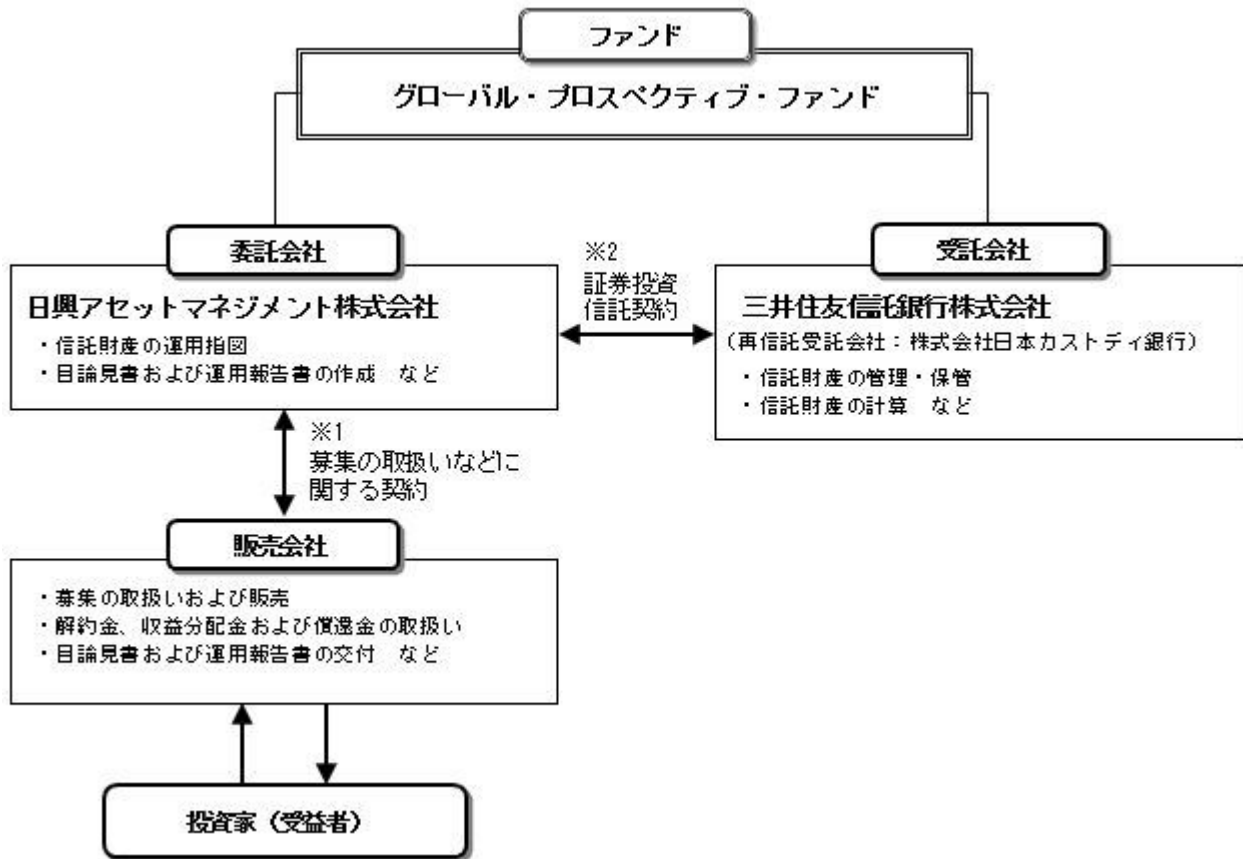 ファンド
グローバル・プロスペクティブ・ファンド
委託会社
日興アセットマネジメント株式会社
・信託財産の運用指図
・目論見書および運用報告書の作成　など
※2
証券投資
信託契約
受託会社
三井住友信託銀行株式会社
（再信託受託会社：株式会社日本カストディ銀行）
・信託財産の管理・保管
・信託財産の計算　など
※1
募集の取扱いなどに
関する契約
販売会社
・募集の取扱いおよび販売
・解約金、収益分配金および償還金の取扱い
・目論見書および運用報告書の交付　など
投資家（受益者）